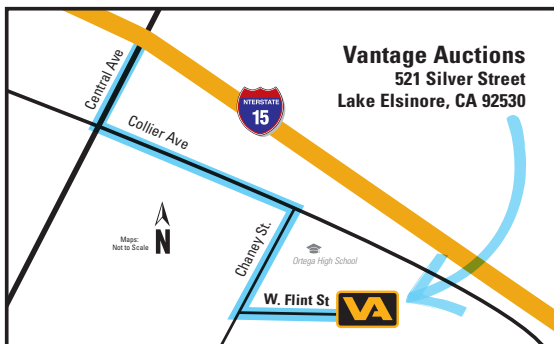 Vantage Auctions
521 Silver Street
Lake Elsinore, CA 92530
Central Ave
NTERSTATE
15
Collier Ave
Maps:
Not to Scale
N
Chaney St.
Ortega High School
W. Flint St
VA